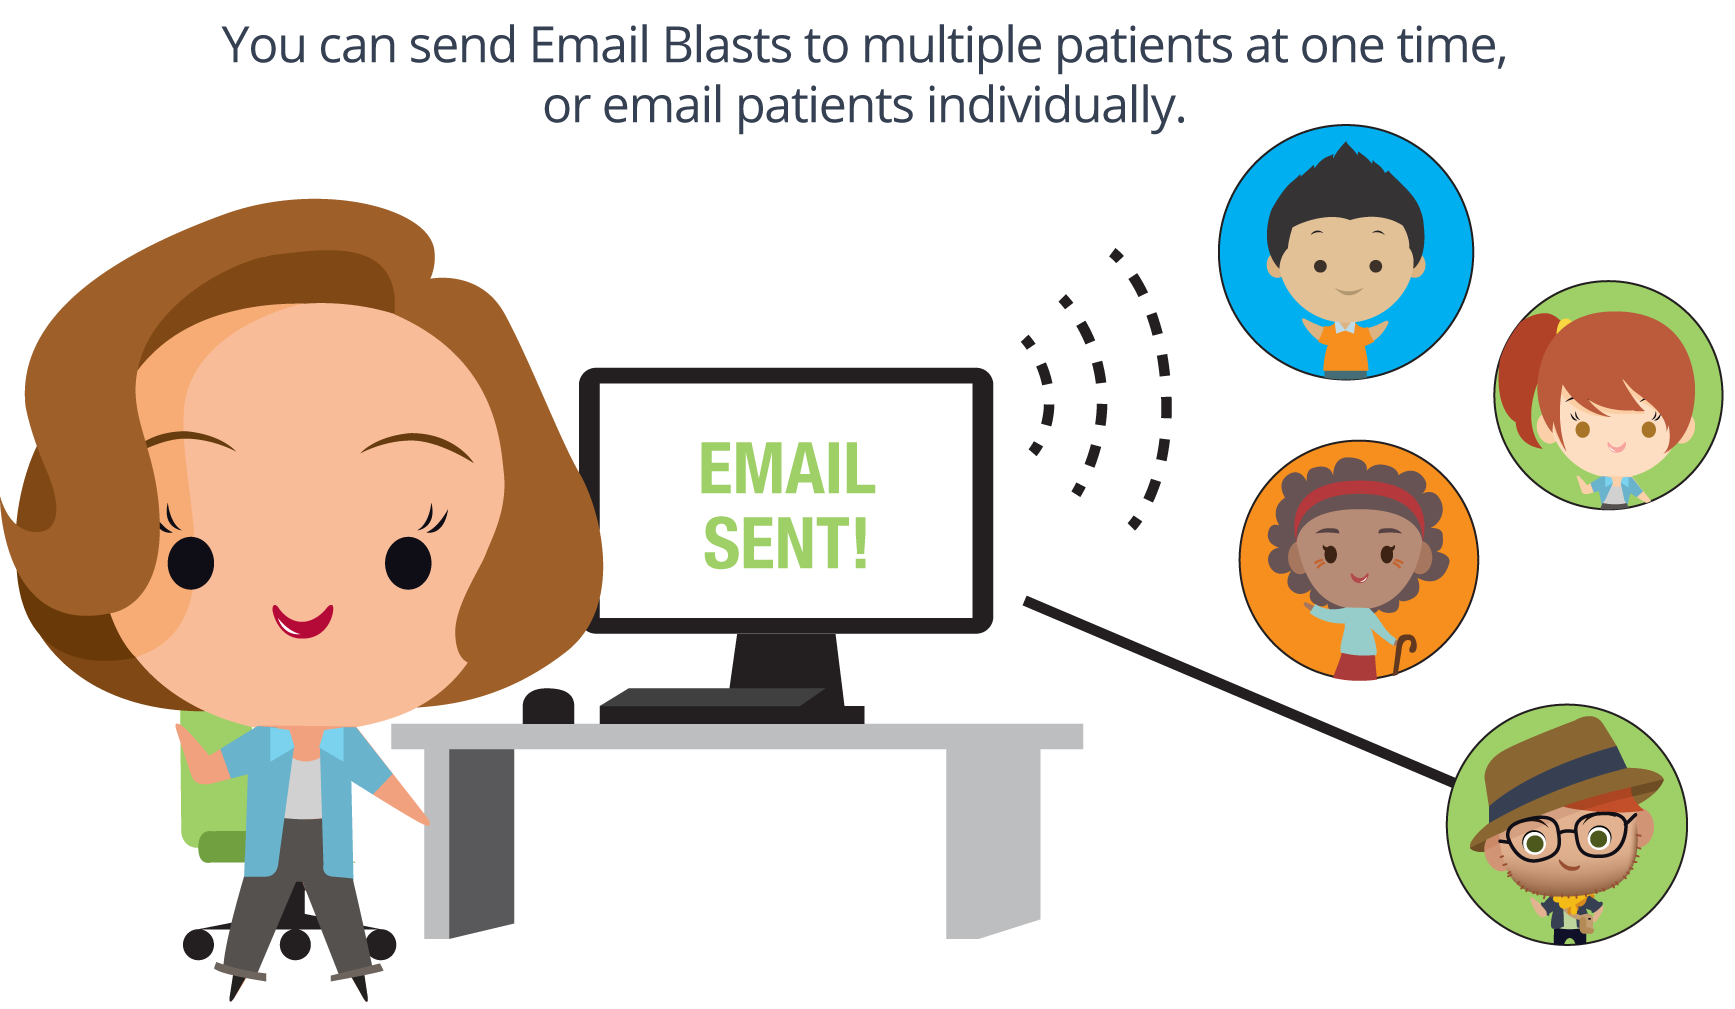 You can send Email Blasts to multiple patients at one time,
or email patients individually.
EMAIL
SENT!